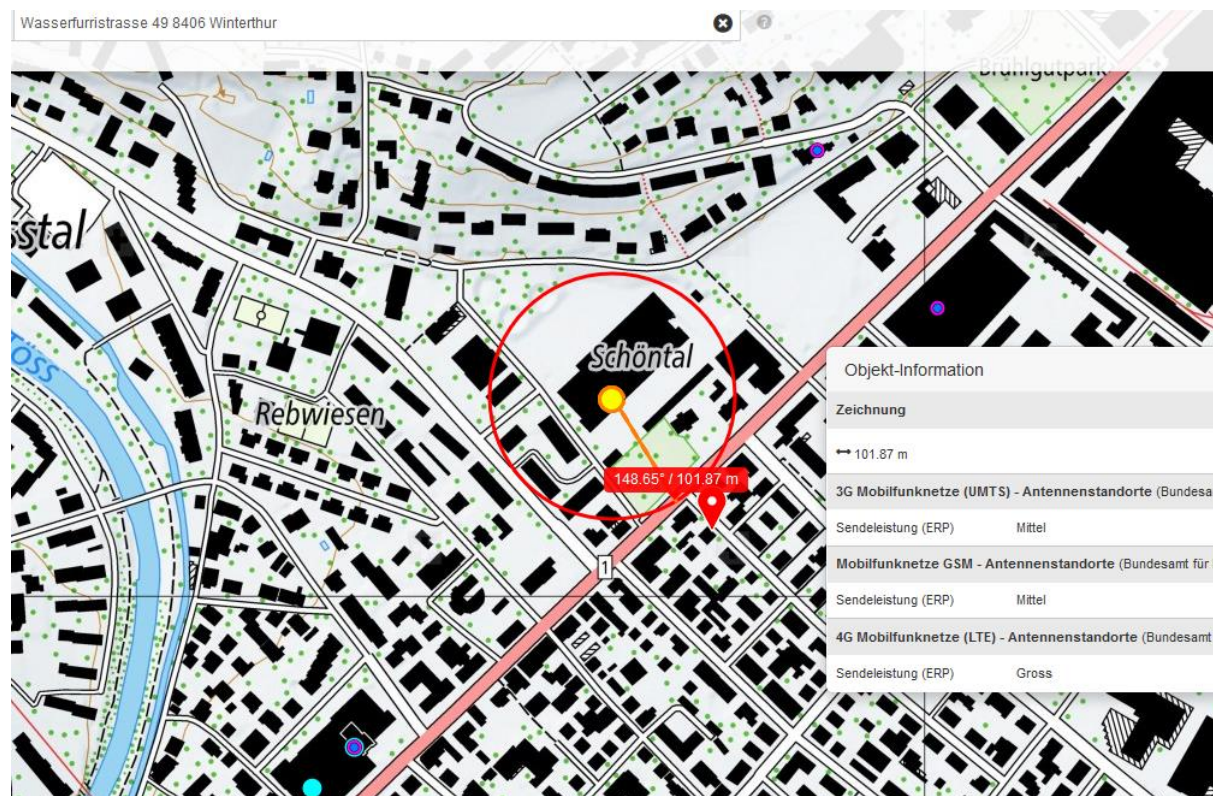 Wasserfurristrasse 49 8406 Winterthur
?
Brühlgutpark
sstal
Schöntal
TÖSS
Rebwiesen
148.65° / 101.87 m
1
Objekt-Information
Zeichnung
↔ 101.87 m
3G Mobilfunknetze (UMTS) - Antennenstandorte (Bundesa
Sendeleistung (ERP) Mittel
Mobilfunknetze GSM - Antennenstandorte (Bundesamt für
Sendeleistung (ERP) Mittel
4G Mobilfunknetze (LTE) - Antennenstandorte (Bundesamt
Sendeleistung (ERP) Gross